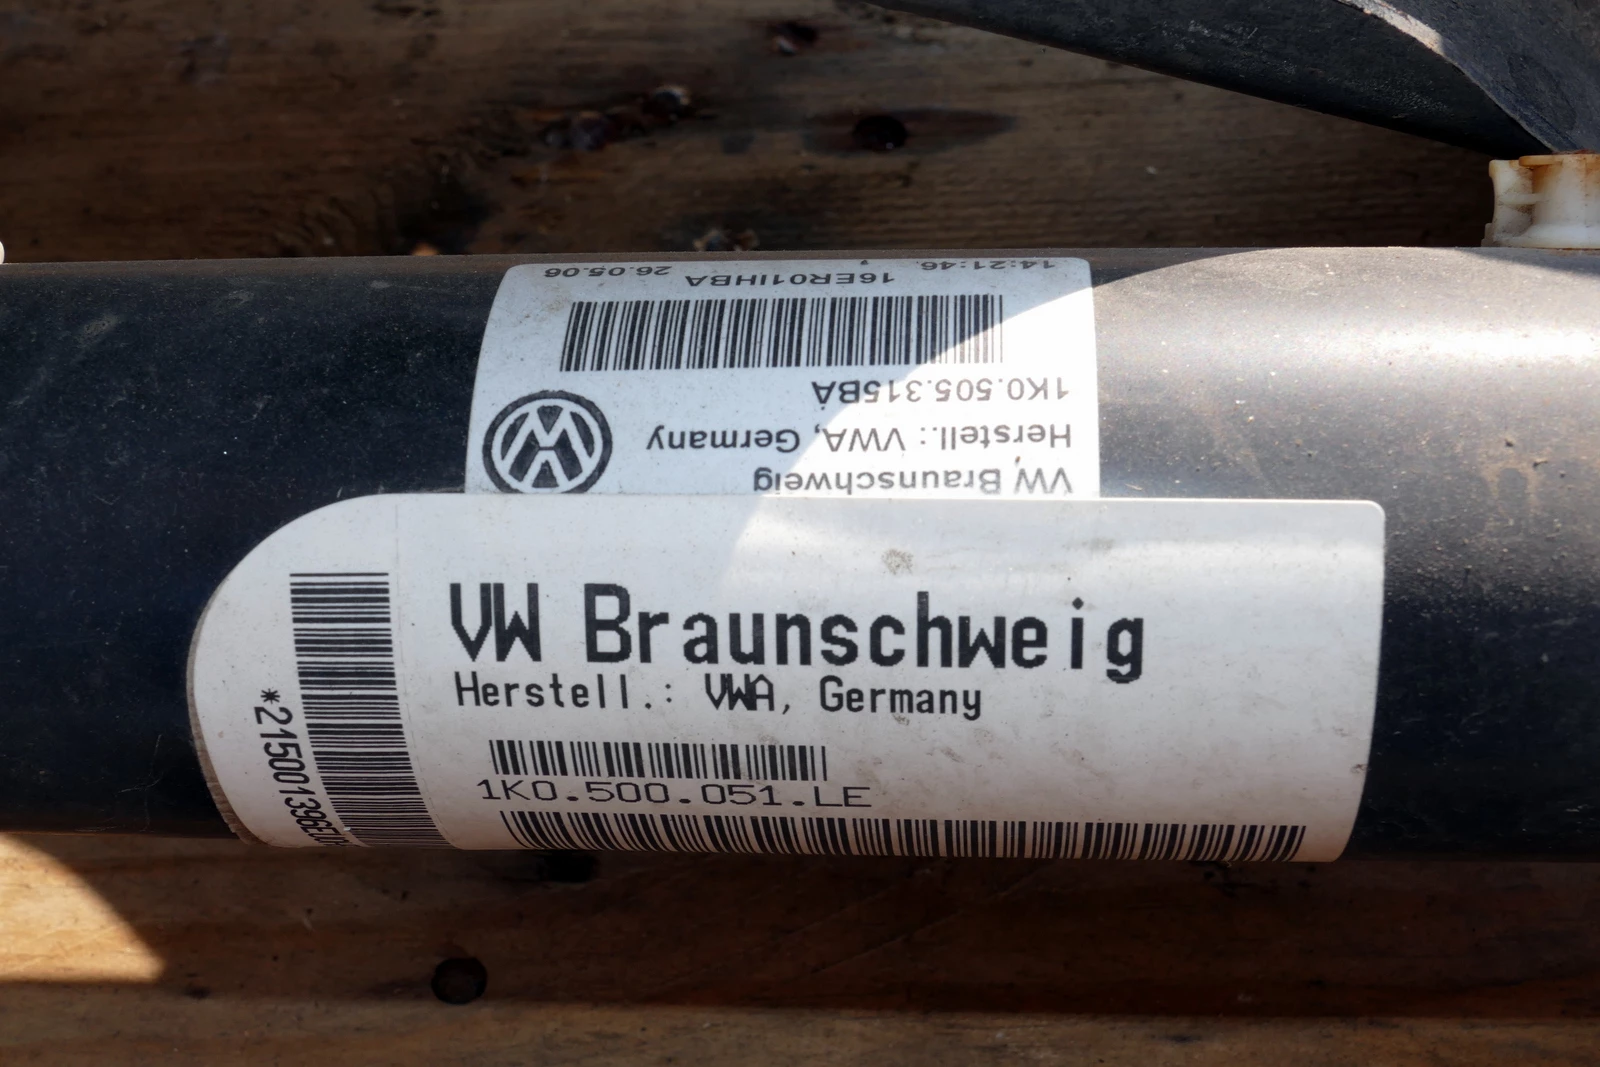 VW Braunschweig
Herstell.: VWA, Germany
1K0.505.315BA
16ER01IHBA
26.05.06
14:21:46
VW Braunschweig
Herstell.: VWA, Germany
1K0.500.051.LE